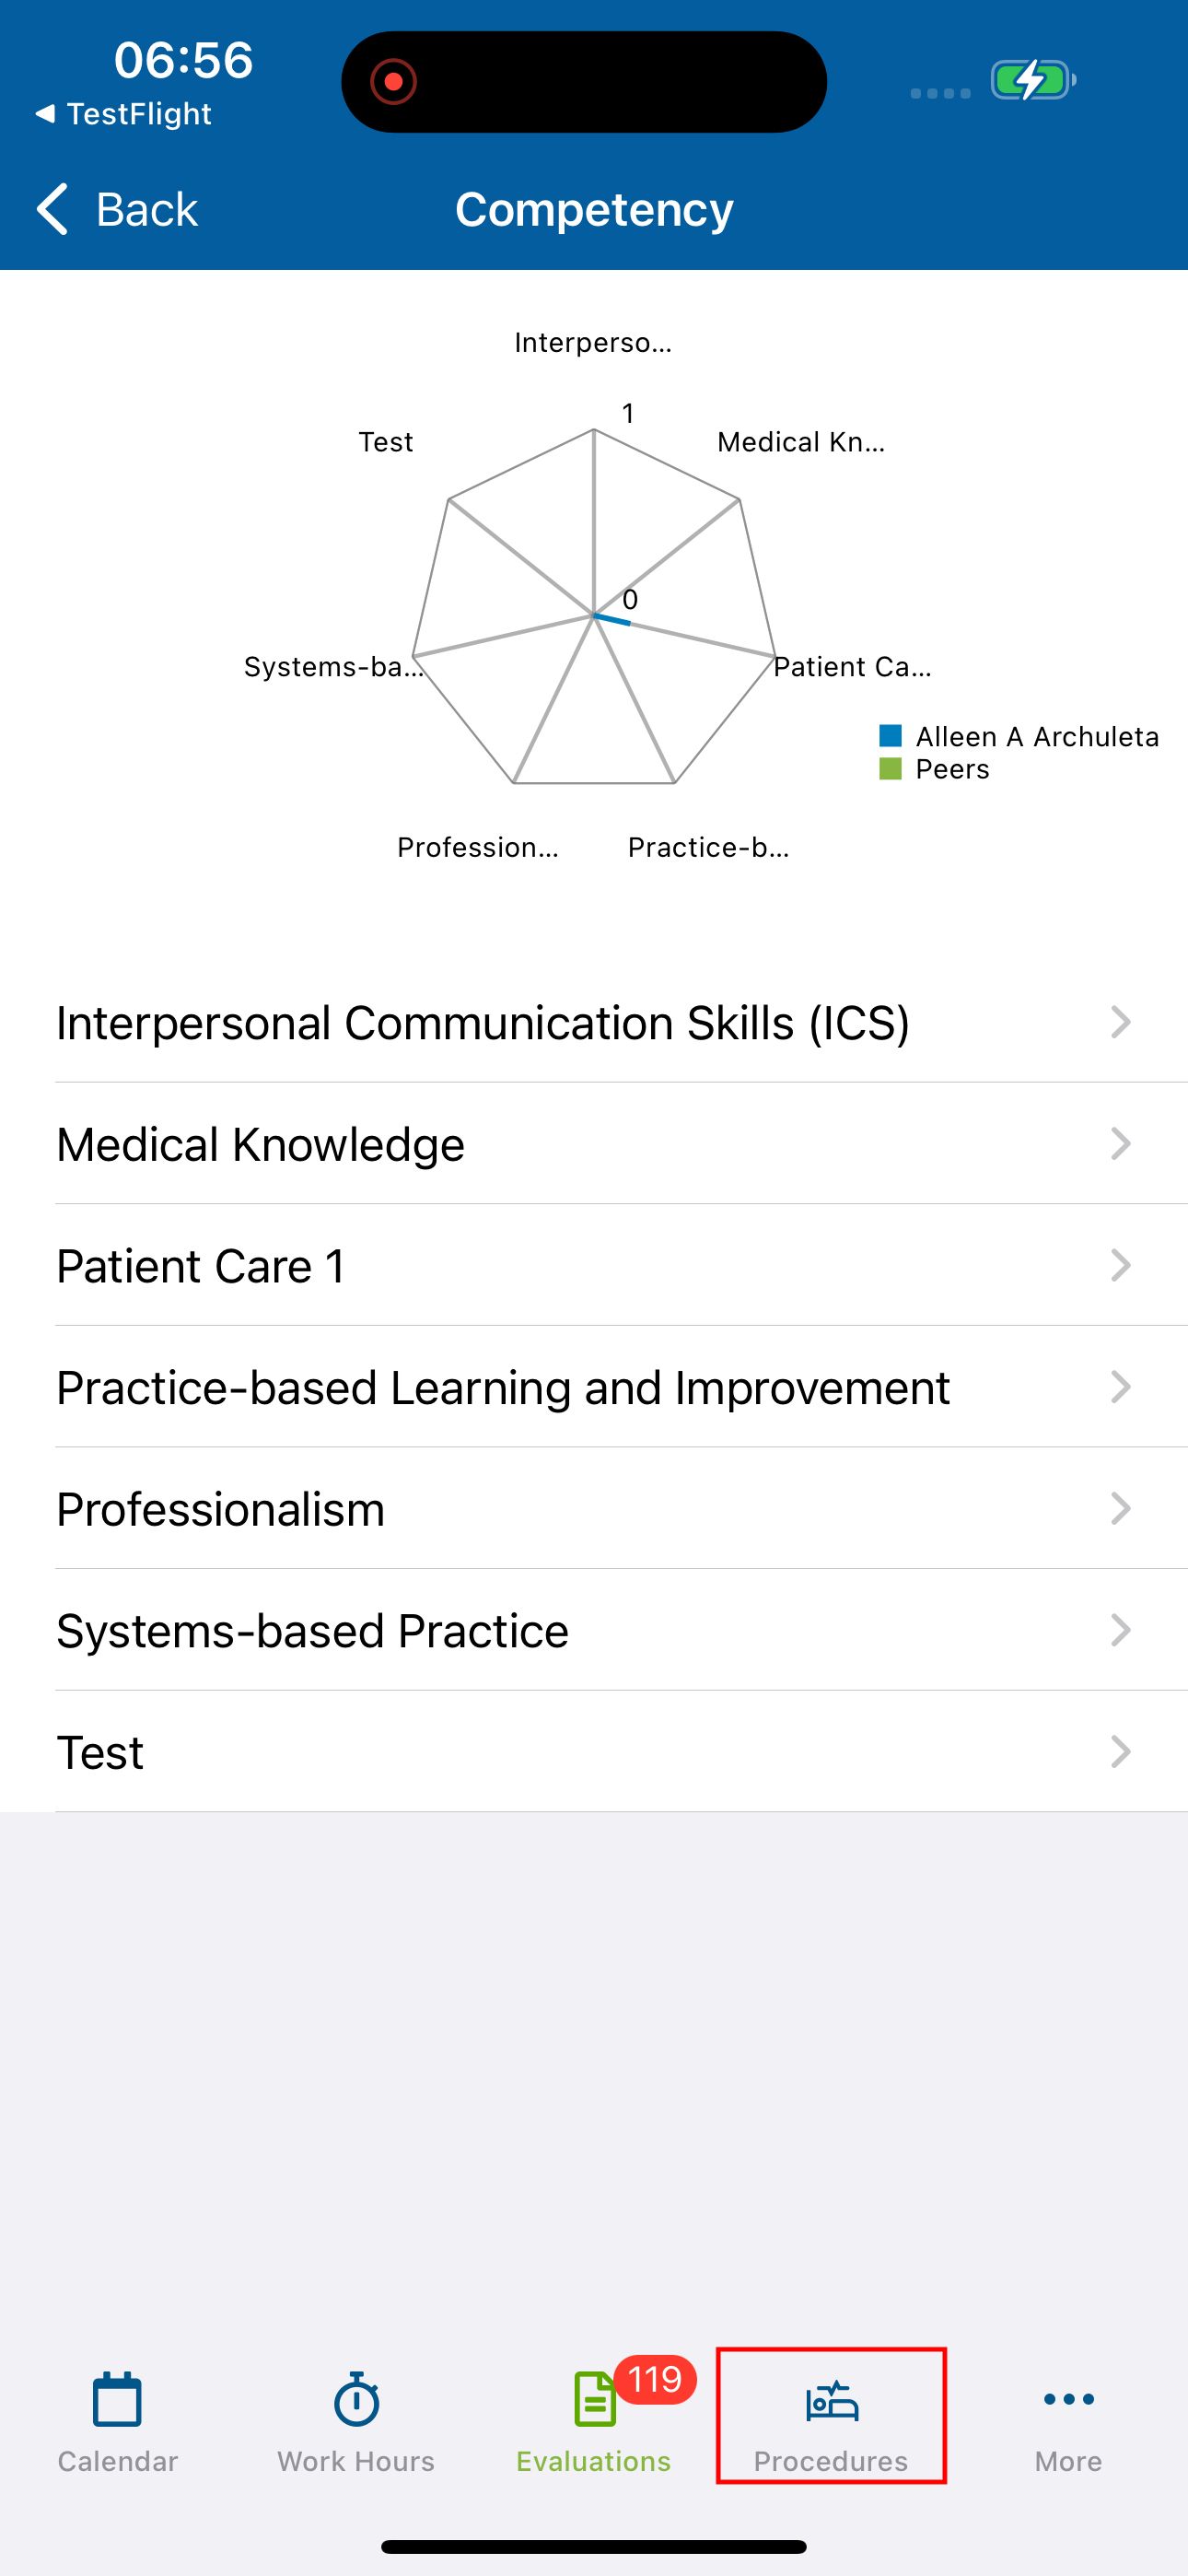 06:56
◀ TestFlight
Back
Competency
Interperso...
1
Test
Medical Kn...
0
Systems-ba...
Patient Ca...
Alleen A Archuleta
Peers
Profession...
Practice-b...
Interpersonal Communication Skills (ICS)
Medical Knowledge
Patient Care 1
Practice-based Learning and Improvement
Professionalism
Systems-based Practice
Test
119
Calendar
Work Hours
Evaluations
Procedures
More